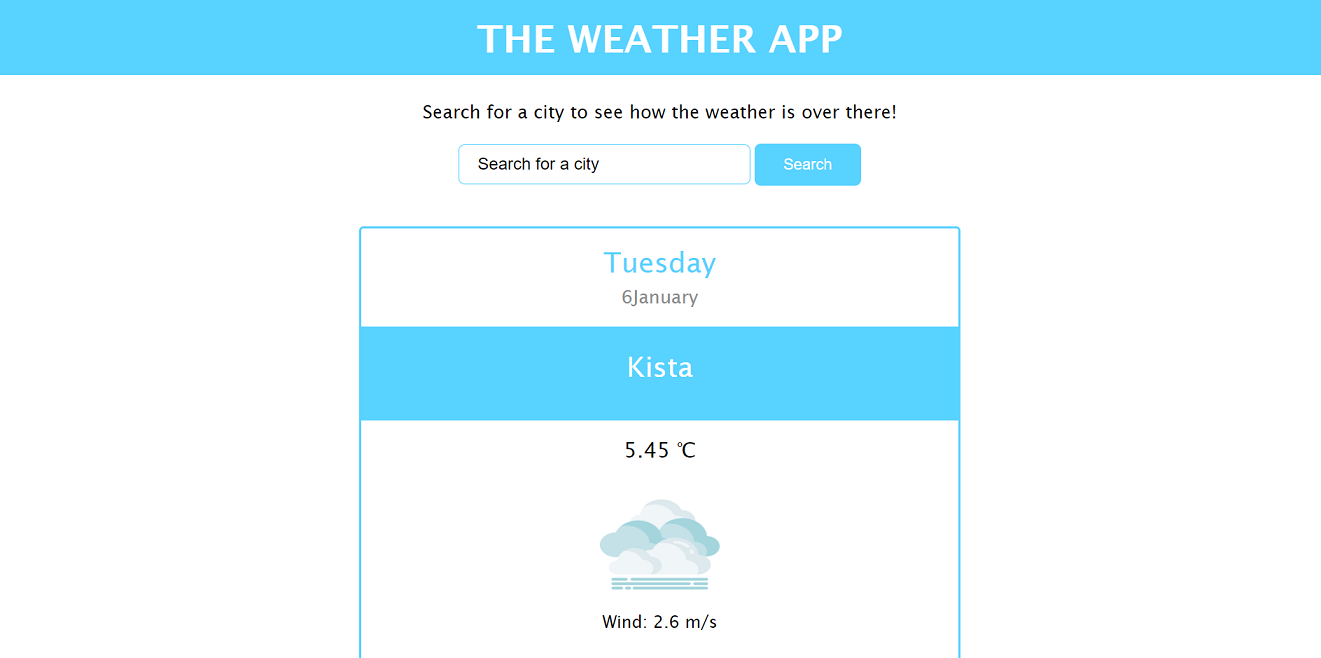 THE WEATHER APP
Search for a city to see how the weather is over there!
Search for a city
Search
Tuesday
6January
Kista
5.45 ℃
Wind: 2.6 m/s